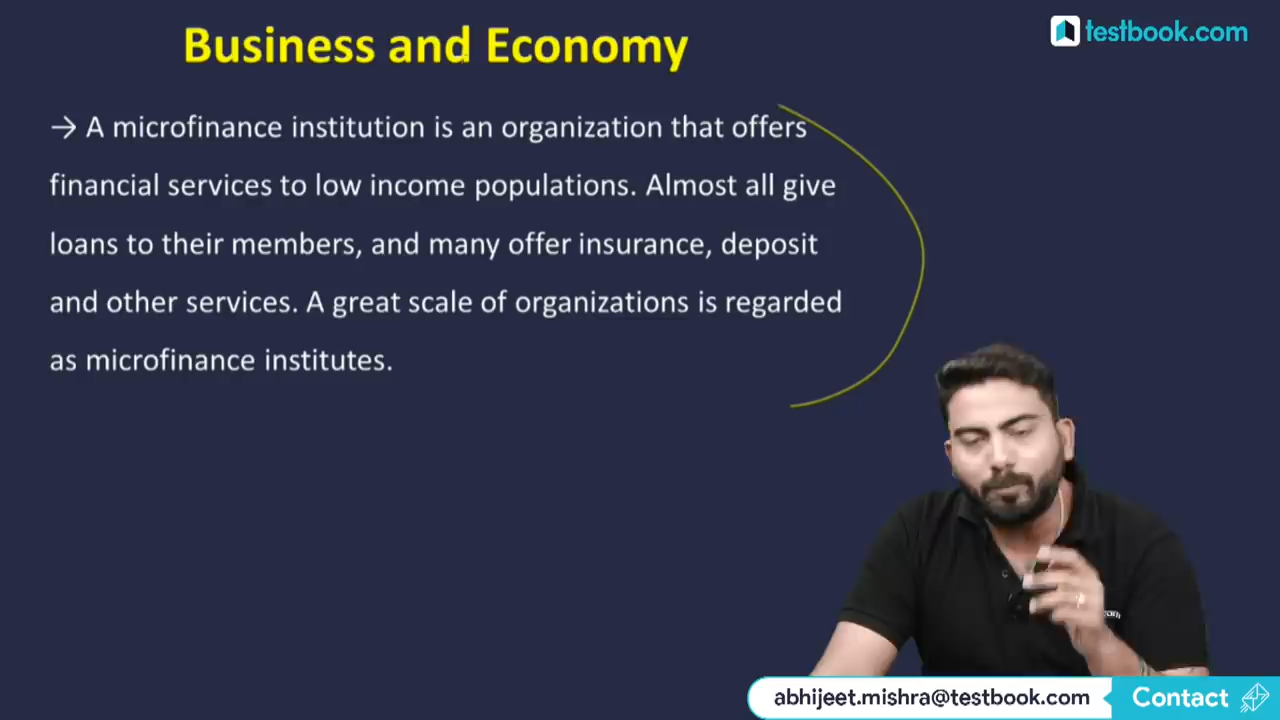 Business and Economy
testbook.com
→ A microfinance institution is an organization that offers
financial services to low income populations. Almost all give
loans to their members, and many offer insurance, deposit
and other services. A great scale of organizations is regarded
as microfinance institutes.
abhijeet.mishra@testbook.com
Contact